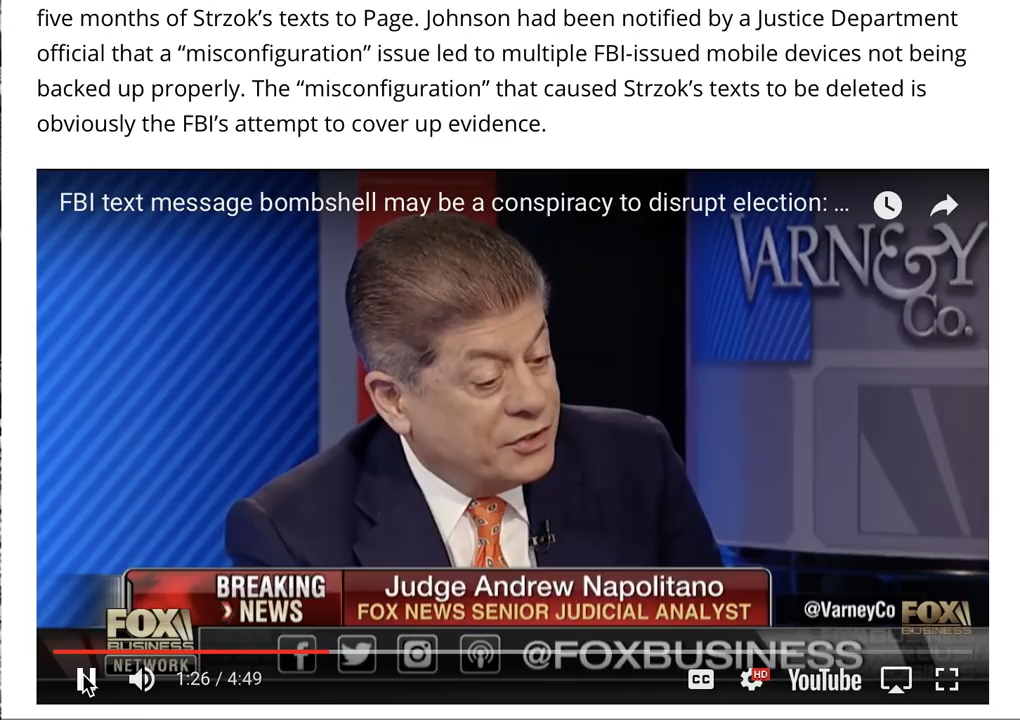 five months of Strzok’s texts to Page. Johnson had been notified by a Justice Department
official that a “misconfiguration” issue led to multiple FBI-issued mobile devices not being
backed up properly. The “misconfiguration” that caused Strzok’s texts to be deleted is
obviously the FBI’s attempt to cover up evidence.
FBI text message bombshell may be a conspiracy to disrupt election: ...
VARNEY
& Co.
BREAKING
NEWS
Judge Andrew Napolitano
FOX NEWS SENIOR JUDICIAL ANALYST
@VarneyCo
FOX
BUSINESS
FOX
BUSINESS
NETWORK
@FOXBUSINESS
1:26 / 4:49
CC
HD
YouTube